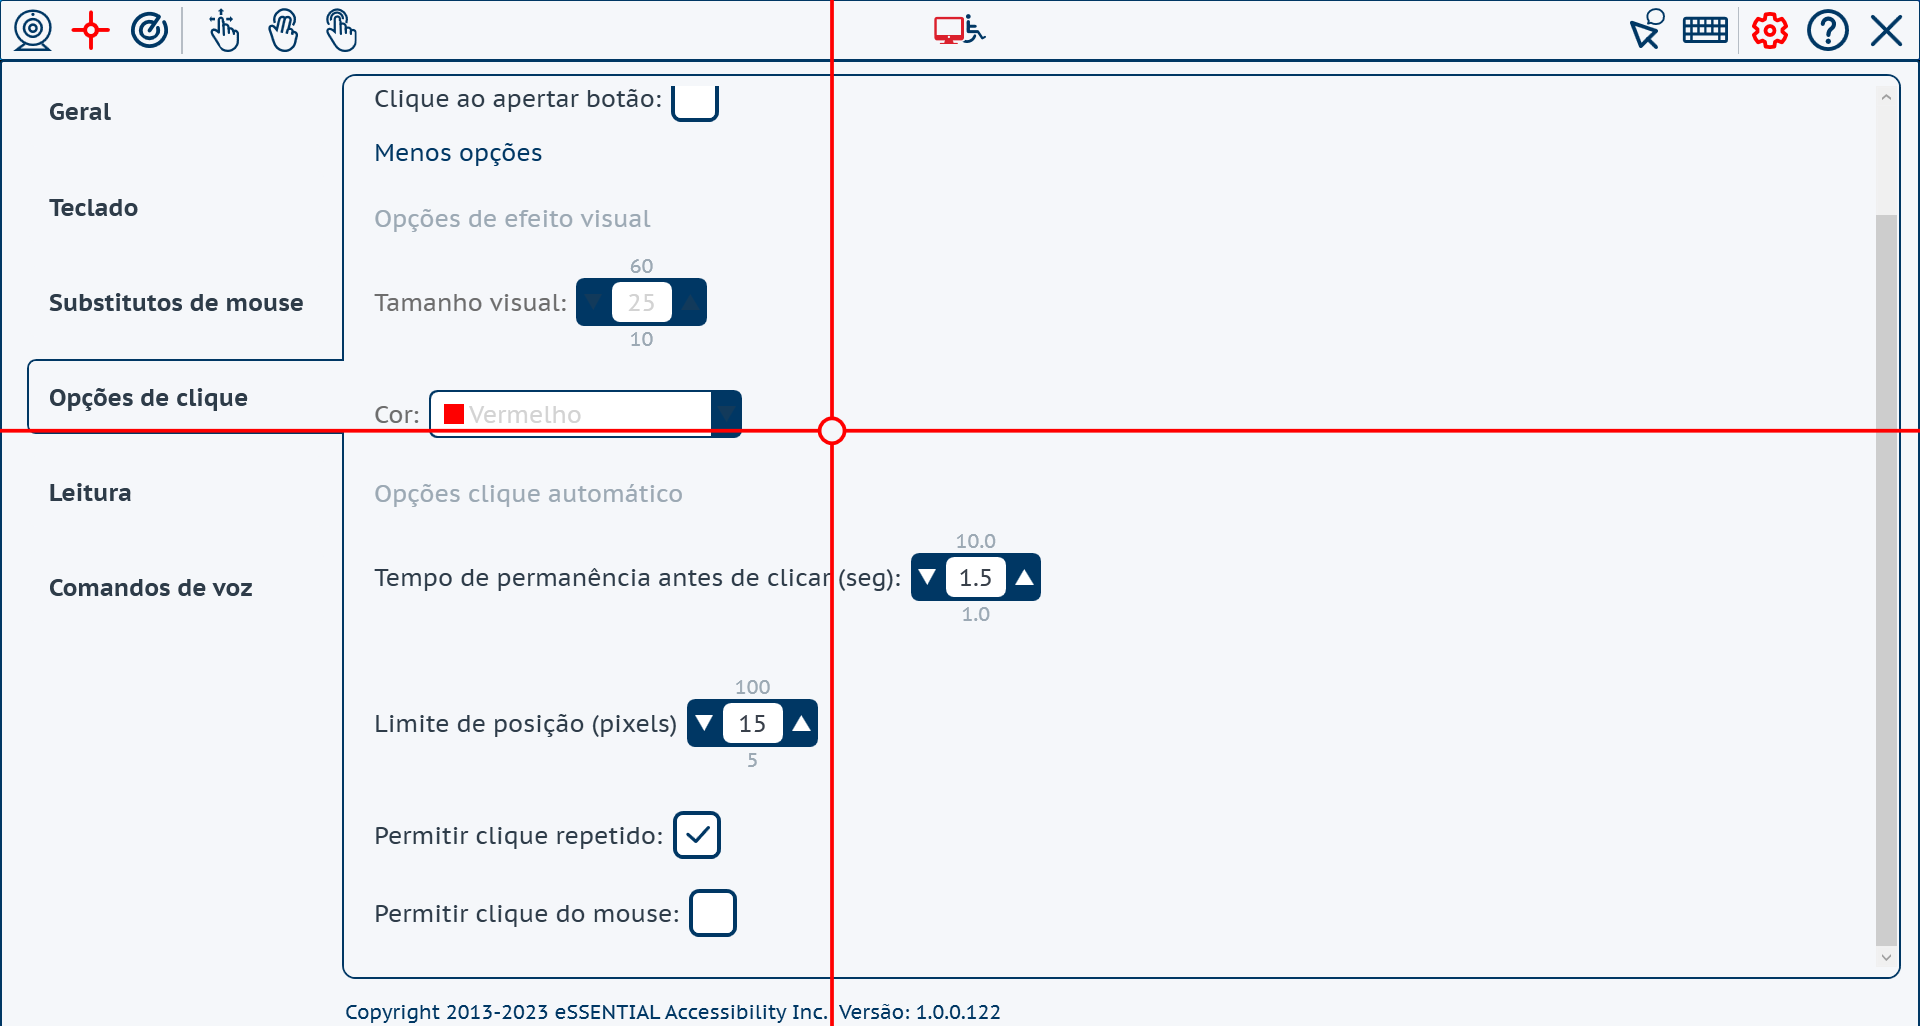 Geral
Teclado
Substitutos de mouse
Opções de clique
Leitura
Comandos de voz
Clique ao apertar botão:
Menos opções
Opções de efeito visual
60
Tamanho visual: 25
10
Cor: Vermelho
Opções clique automático
10.0
Tempo de permanência antes de clicar (seg): 1.5
1.0
100
Limite de posição (pixels) 15
5
Permitir clique repetido:
Permitir clique do mouse:
Copyright 2013-2023 eSSENTIAL Accessibility Inc. Versão: 1.0.0.122